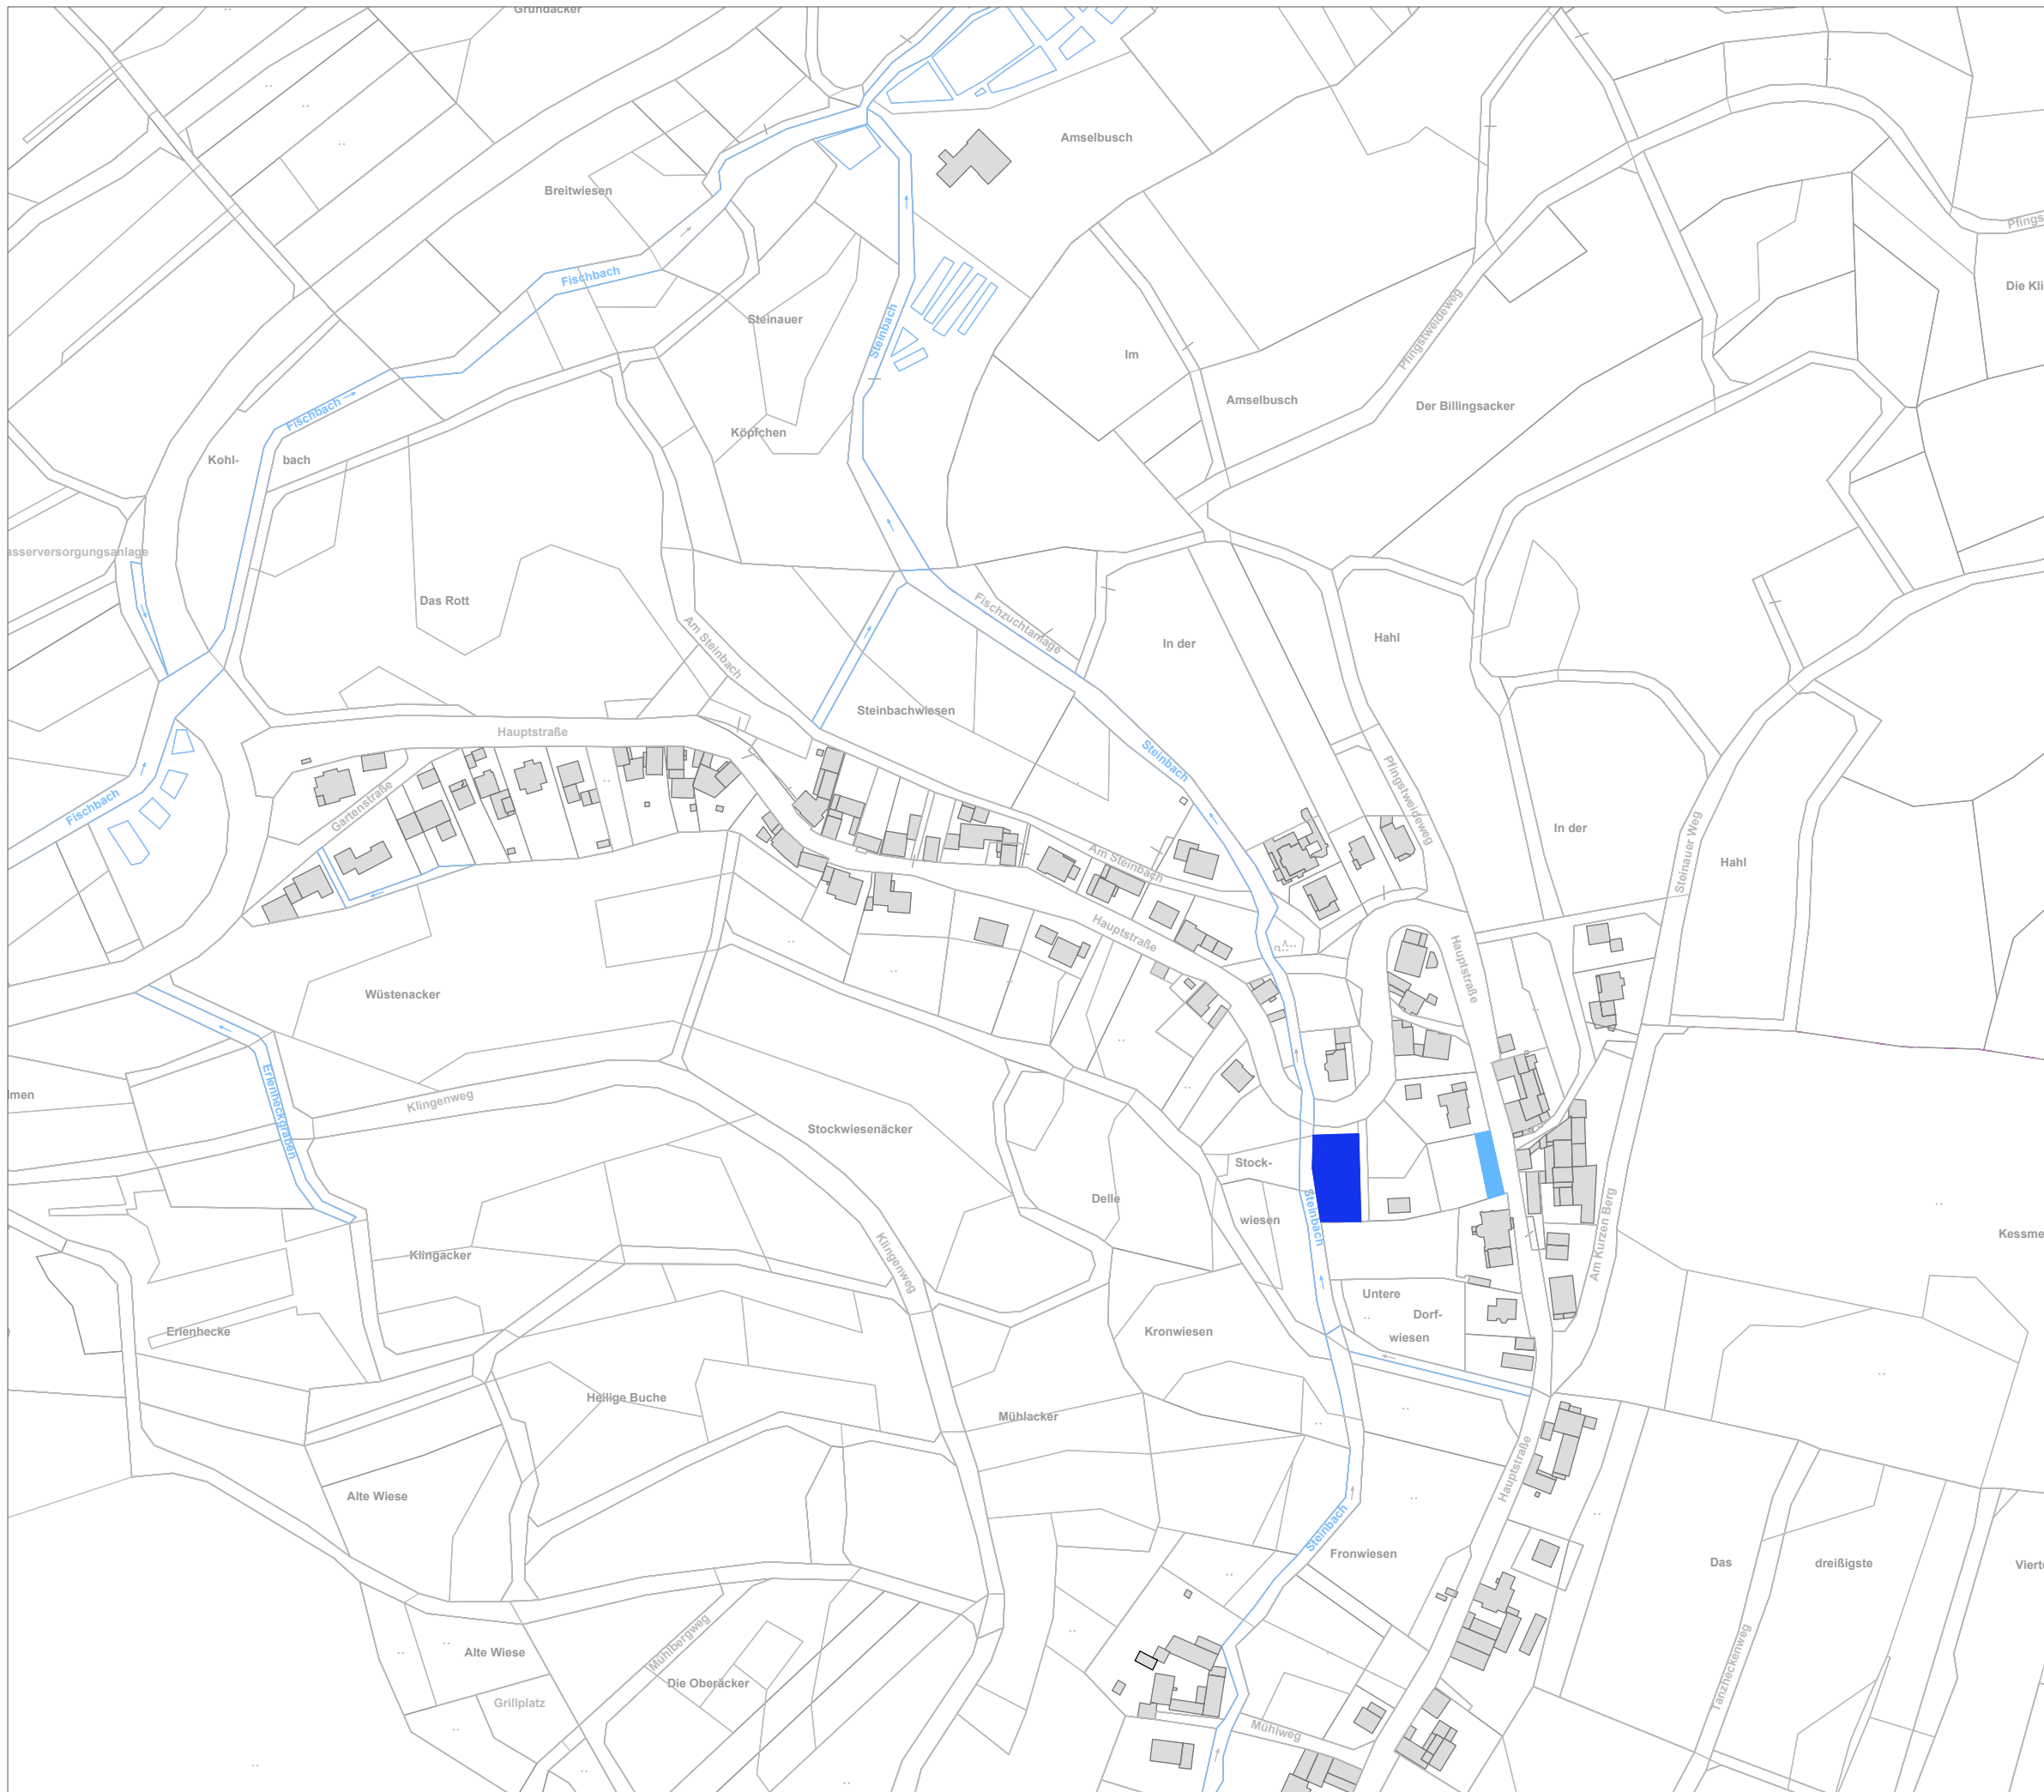 Grundäcker
Amselbusch
Breitwiesen
Pfings
Fischbach
Die Kli
Steinauer
Steinbach
Pfingstweideweg
Im
Amselbusch
Der Billingsacker
Fischbach
Köpfchen
Kohl-
bach
asserversorgungsanlage
Das Rott
Fischzuchtanlage
In der
Hahl
Am Steinbach
Steinbachwiesen
Hauptstraße
Steinbach
Pfingstweideweg
Fischbach
Gartenstraße
In der
Hahl
Steinauer Weg
Am Steinbach
Hauptstraße
Hauptstraße
Wüstenacker
lmen
Erlenheckgraben
Klingenweg
Stockwiesenäcker
Stock-
wiesen
Delle
Steinbach
Am Kurzen Berg
Kessme
Klingacker
Klingenweg
Untere
Dorf-
wiesen
Erlenhecke
Kronwiesen
Heilige Buche
Mühlacker
Hauptstraße
Alte Wiese
Steinbach
Fronwiesen
Das
dreißigste
Vierte
Alte Wiese
Mühlbergweg
Die Oberäcker
Grillplatz
Tanzheckenweg
Mühlweg